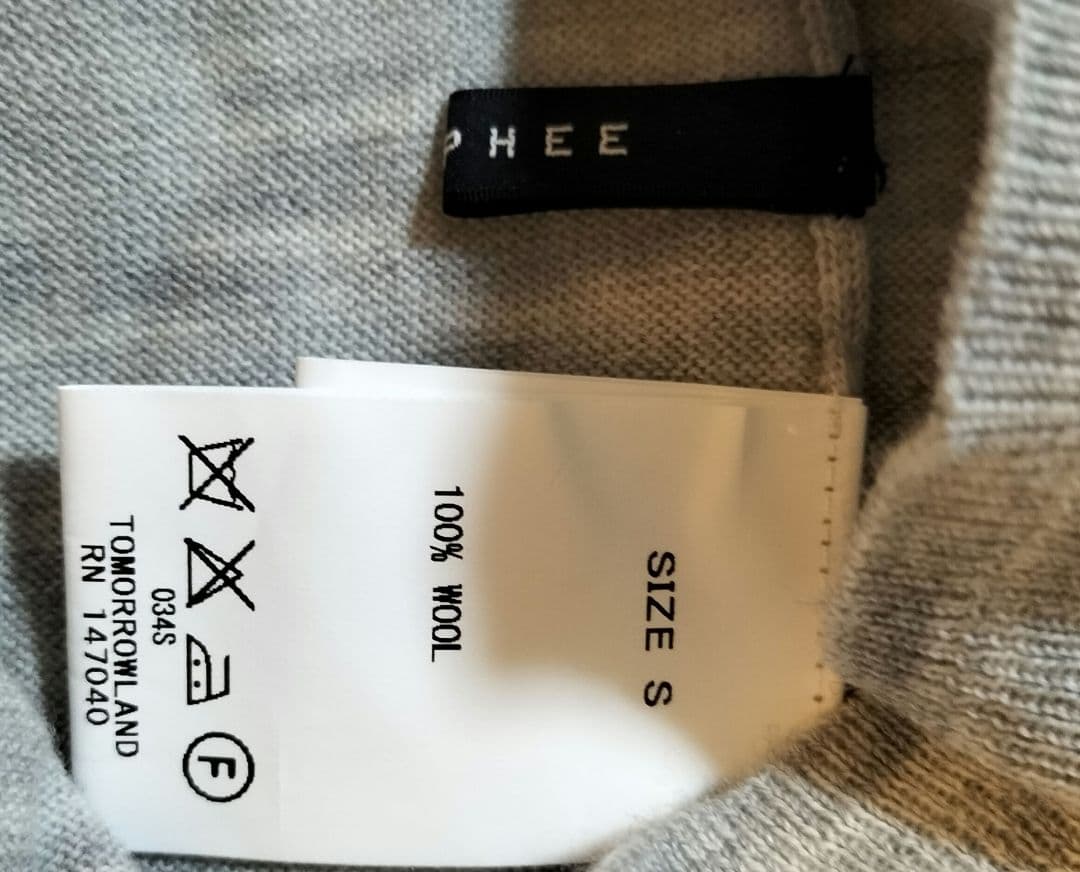 PHEE
SIZE S
100% WOOL
F
034S
TOMORROWLAND
RN 147040